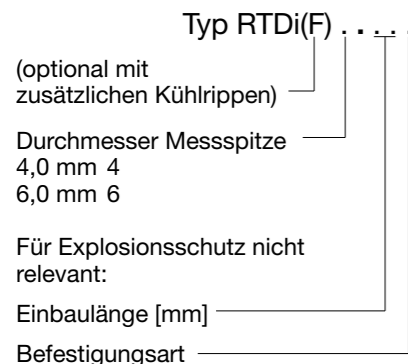 Typ RTDi(F) . . . . .
(optional mit
zusätzlichen Kühlrippen)
Durchmesser Messspitze
4,0 mm 4
6,0 mm 6
Für Explosionsschutz nicht
relevant:
Einbaulänge [mm]
Befestigungsart